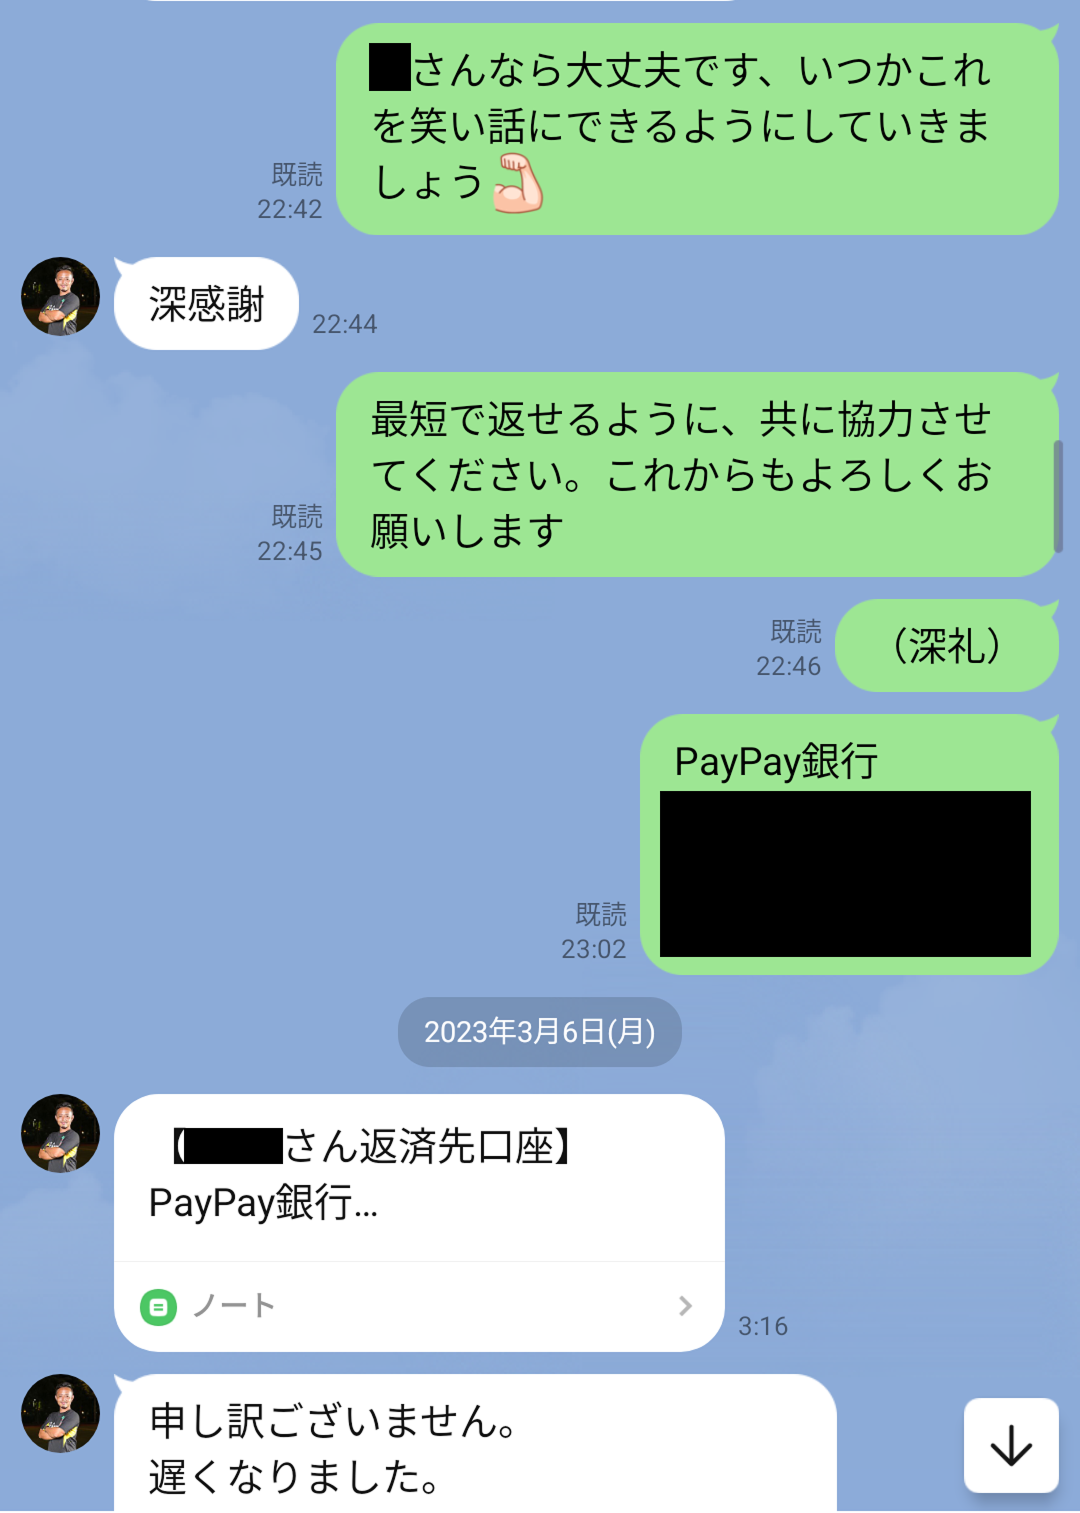 さんなら大丈夫です、いつかこれ
を笑い話にできるようにしていきま
しょう💪
既読
22:42
深感謝
22:44
最短で返せるように、共に協力させ
てください。これからもよろしくお
願いします
既読
22:45
(深礼)
既読
22:46
PayPay銀行
既読
23:02
2023年3月6日(月)
【さん返済先口座】
PayPay銀行...
ノート
3:16
申し訳ございません。
遅くなりました。